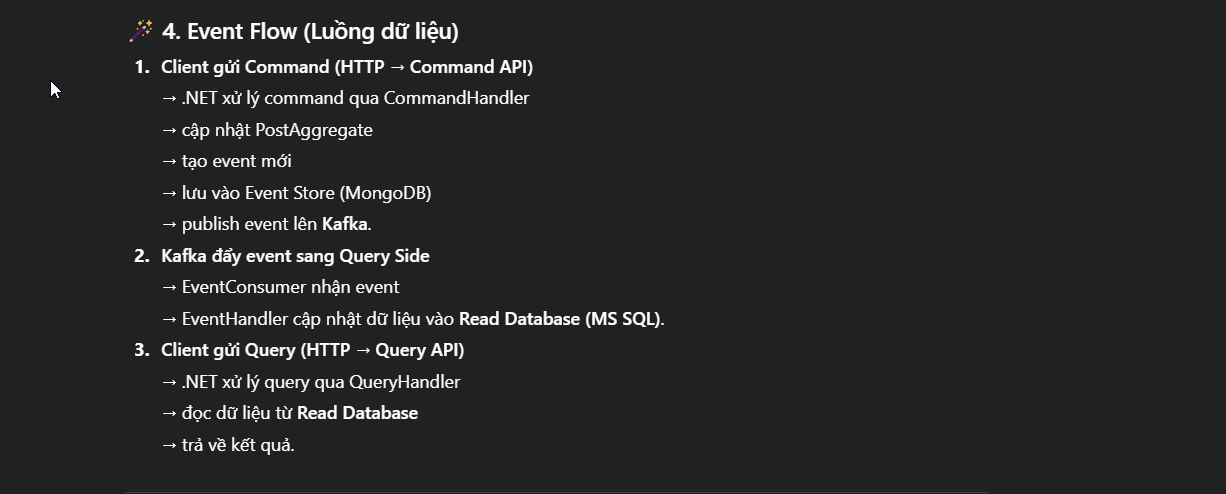 🪄 4. Event Flow (Luồng dữ liệu)
1. Client gửi Command (HTTP → Command API)
→ .NET xử lý command qua CommandHandler
→ cập nhật PostAggregate
→ tạo event mới
→ lưu vào Event Store (MongoDB)
→ publish event lên Kafka.
2. Kafka đẩy event sang Query Side
→ EventConsumer nhận event
→ EventHandler cập nhật dữ liệu vào Read Database (MS SQL).
3. Client gửi Query (HTTP → Query API)
→ .NET xử lý query qua QueryHandler
→ đọc dữ liệu từ Read Database
→ trả về kết quả.